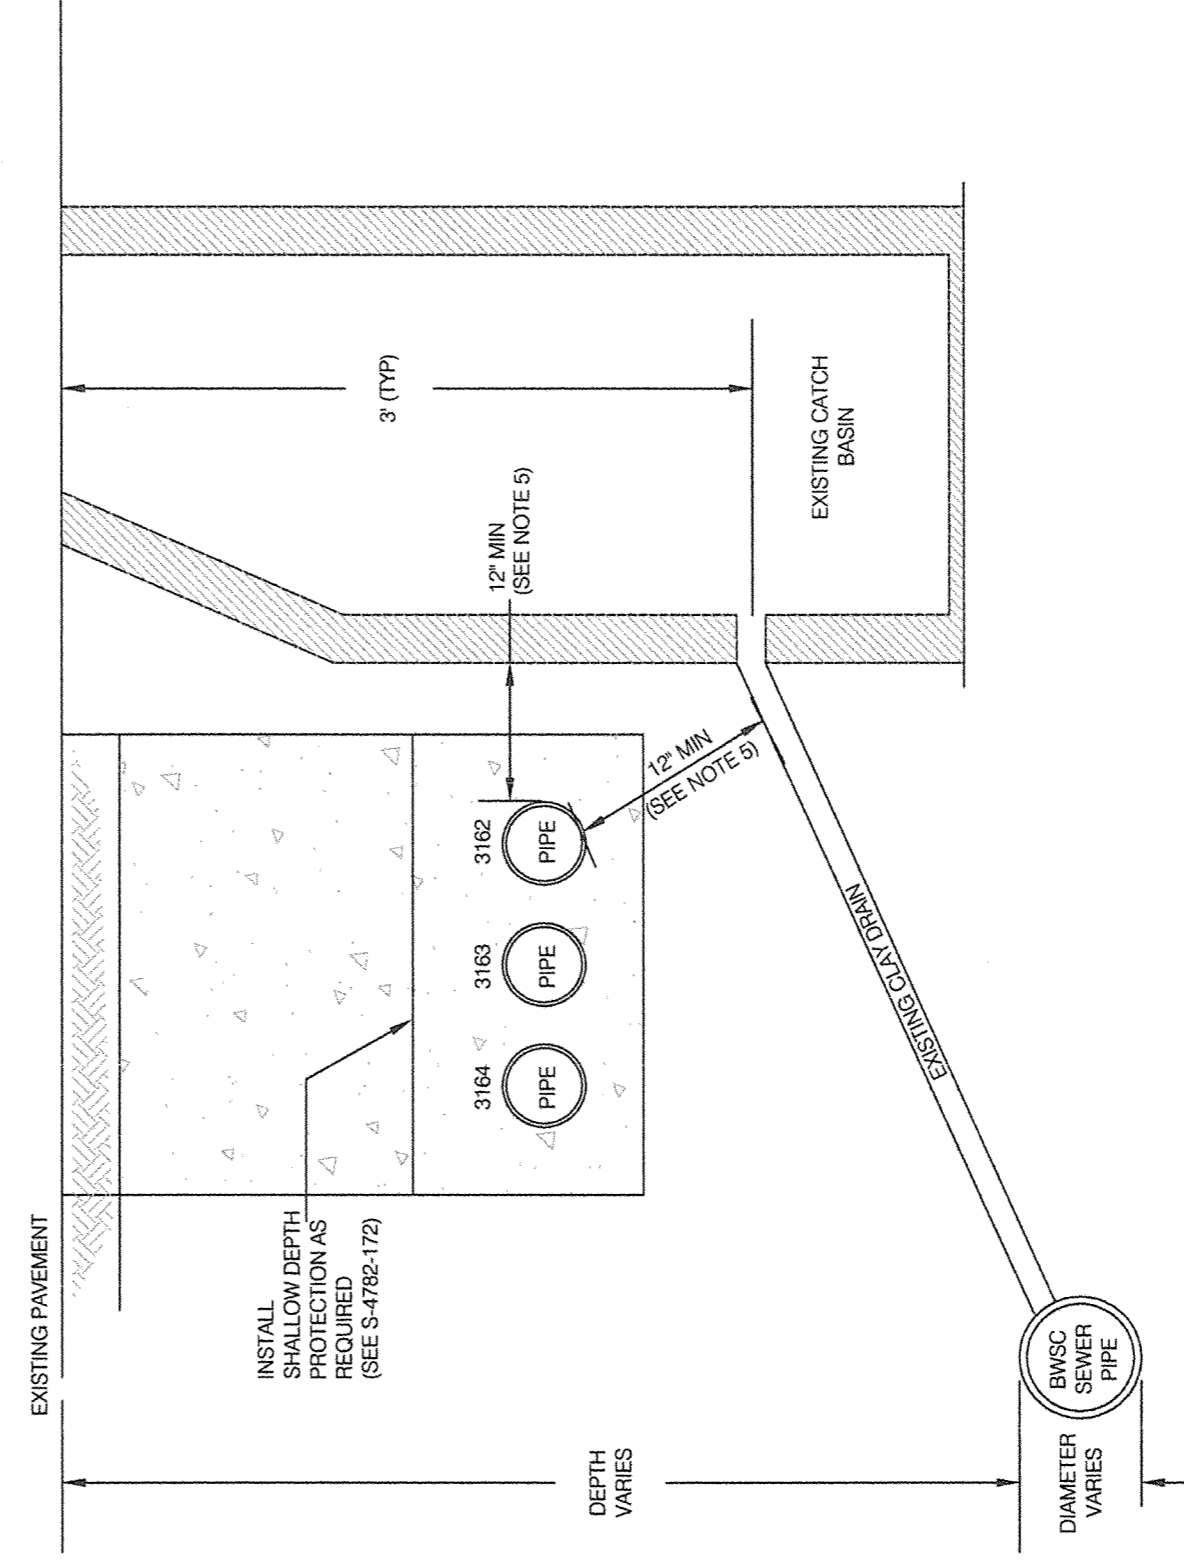 EXISTING PAVEMENT
INSTALL
SHALLOW DEPTH
PROTECTION AS
REQUIRED
(SEE S-4782-172)
3164
3163
3162
PIPE
PIPE
PIPE
12" MIN
(SEE NOTE 5)
12" MIN
(SEE NOTE 5)
3' (TYP)
EXISTING CATCH
BASIN
EXISTING CLAY DRAIN
DEPTH
VARIES
DIAMETER
VARIES
BWSC
SEWER
PIPE